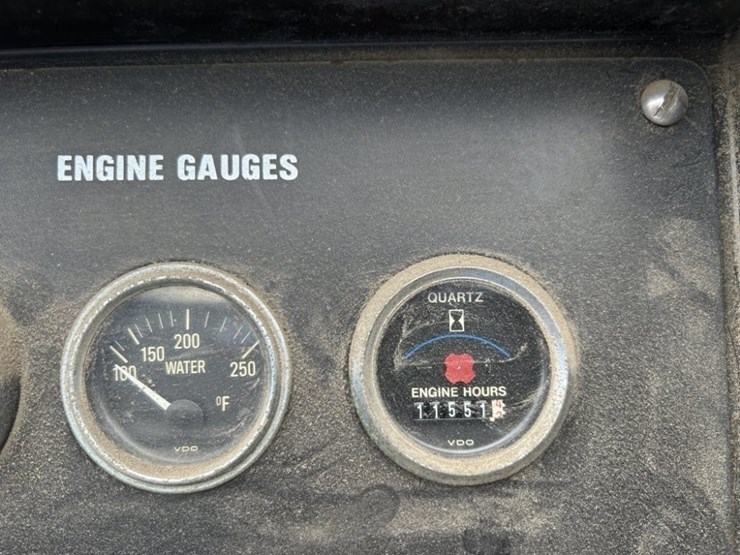 ENGINE GAUGES
100 150 200 250
WATER
°F
VDO
QUARTZ
ENGINE HOURS
11551
VDO